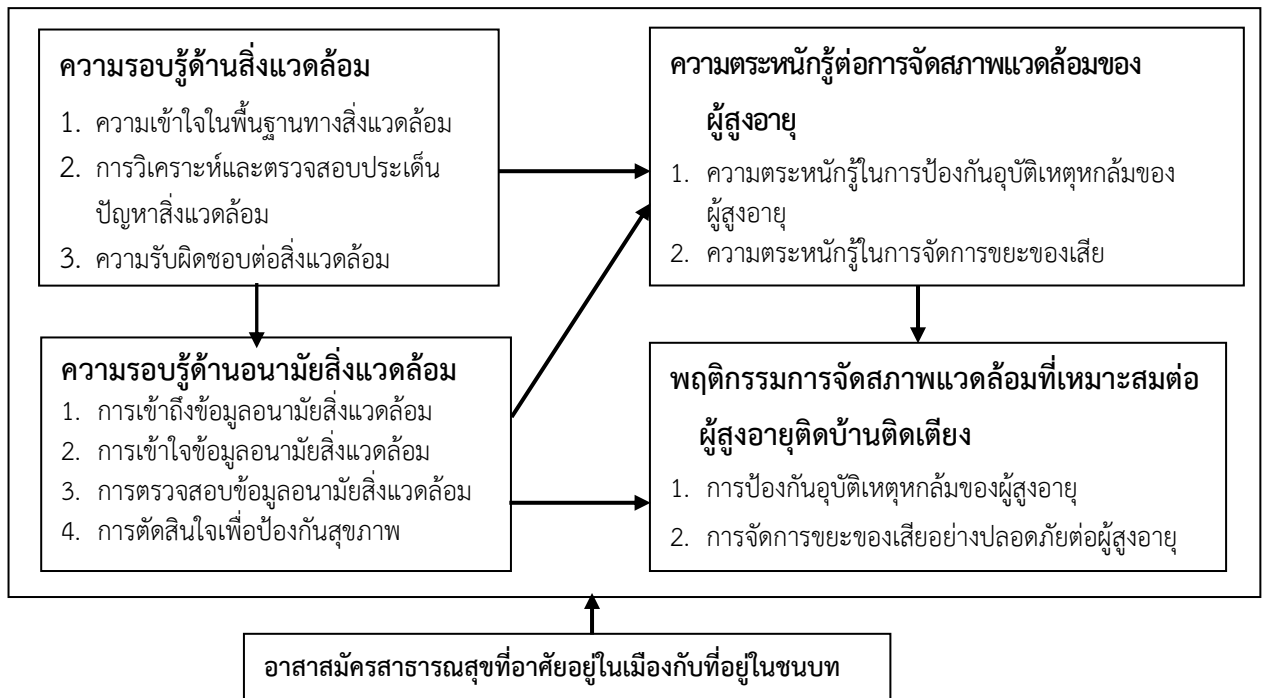 ความรอบรู้ด้านสิ่งแวดล้อม
1. ความเข้าใจในพื้นฐานทางสิ่งแวดล้อม
2. การวิเคราะห์และตรวจสอบประเด็น
ปัญหาสิ่งแวดล้อม
3. ความรับผิดชอบต่อสิ่งแวดล้อม
ความรอบรู้ด้านอนามัยสิ่งแวดล้อม
1. การเข้าถึงข้อมูลอนามัยสิ่งแวดล้อม
2. การเข้าใจข้อมูลอนามัยสิ่งแวดล้อม
3. การตรวจสอบข้อมูลอนามัยสิ่งแวดล้อม
4. การตัดสินใจเพื่อป้องกันสุขภาพ
ความตระหนักรู้ต่อการจัดสภาพแวดล้อมของ
ผู้สูงอายุ
1. ความตระหนักรู้ในการป้องกันอุบัติเหตุหกล้มของ
ผู้สูงอายุ
2. ความตระหนักรู้ในการจัดการขยะของเสีย
พฤติกรรมการจัดสภาพแวดล้อมที่เหมาะสมต่อ
ผู้สูงอายุติดบ้านติดเตียง
1. การป้องกันอุบัติเหตุหกล้มของผู้สูงอายุ
2. การจัดการขยะของเสียอย่างปลอดภัยต่อผู้สูงอายุ
อาสาสมัครสาธารณสุขที่อาศัยอยู่ในเมืองกับที่อยู่ในชนบท